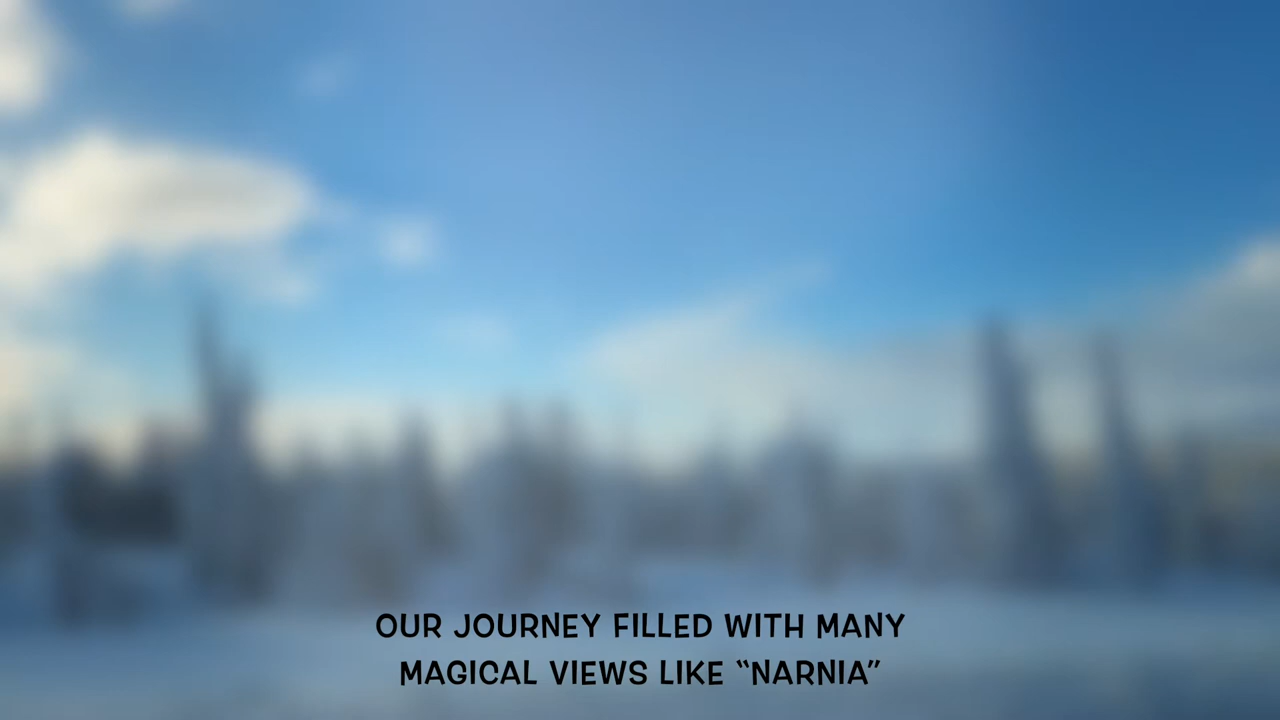 OUR JOURNEY FILLED WITH MANY
MAGICAL VIEWS LIKE “NARNIA”